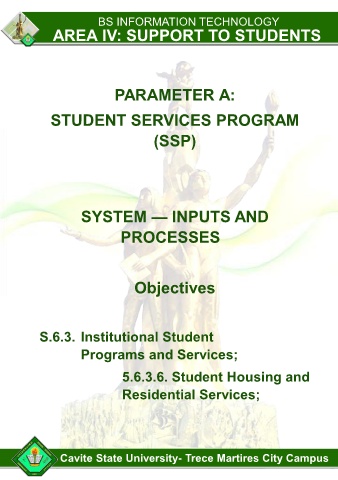 BS INFORMATION TECHNOLOGY
AREA IV: SUPPORT TO STUDENTS
PARAMETER A:
STUDENT SERVICES PROGRAM
(SSP)
SYSTEM — INPUTS AND
PROCESSES
Objectives
S.6.3. Institutional Student
Programs and Services;
5.6.3.6. Student Housing and
Residential Services;
Cavite State University- Trece Martires City Campus